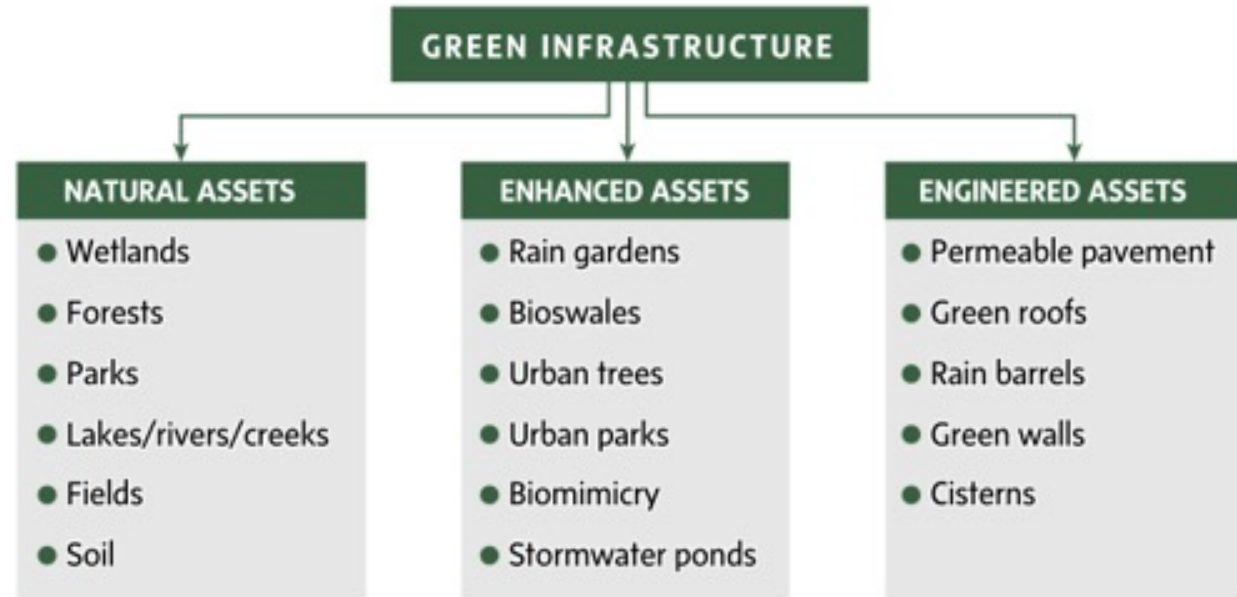 GREEN INFRASTRUCTURE
NATURAL ASSETS
Wetlands
Forests
Parks
Lakes/rivers/creeks
Fields
Soil
ENHANCED ASSETS
Rain gardens
Bioswales
Urban trees
Urban parks
Biomimicry
Stormwater ponds
ENGINEERED ASSETS
Permeable pavement
Green roofs
Rain barrels
Green walls
Cisterns